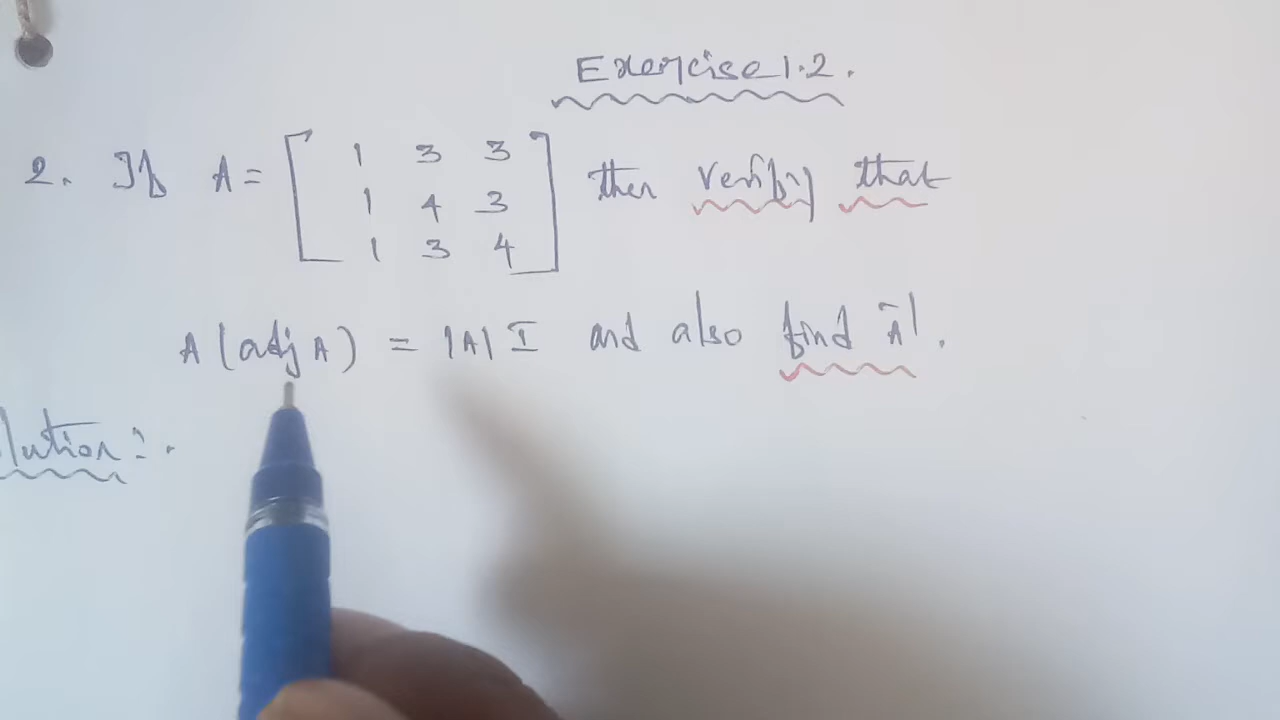 Exercise 1.2.
2. If A = [ 1 3 3
1 4 3
1 3 4 ] then verify that
A (adj A) = |A| I and also find A⁻¹.
lution :.